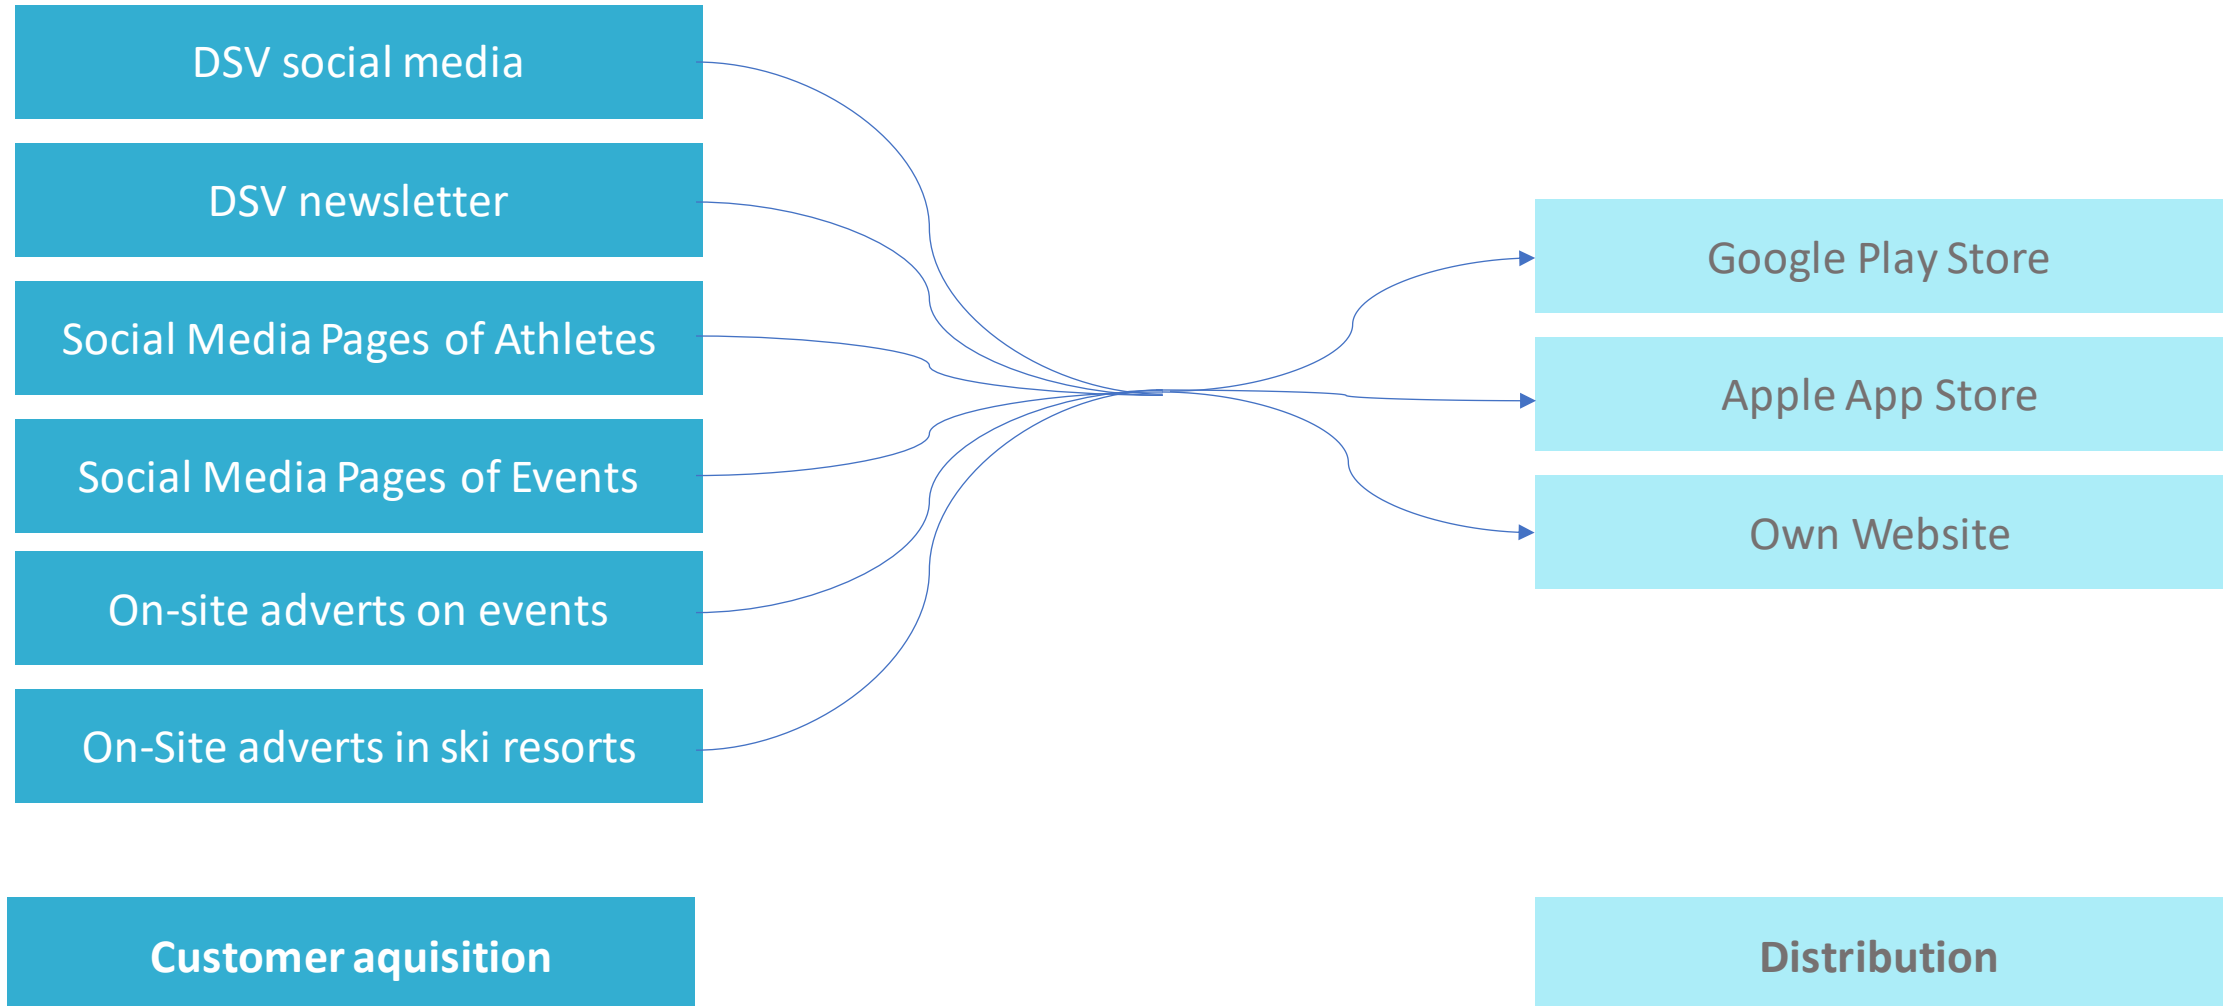 DSV social media
DSV newsletter
Social Media Pages of Athletes
Social Media Pages of Events
On-site adverts on events
On-Site adverts in ski resorts
Google Play Store
Apple App Store
Own Website
Customer aquisition
Distribution